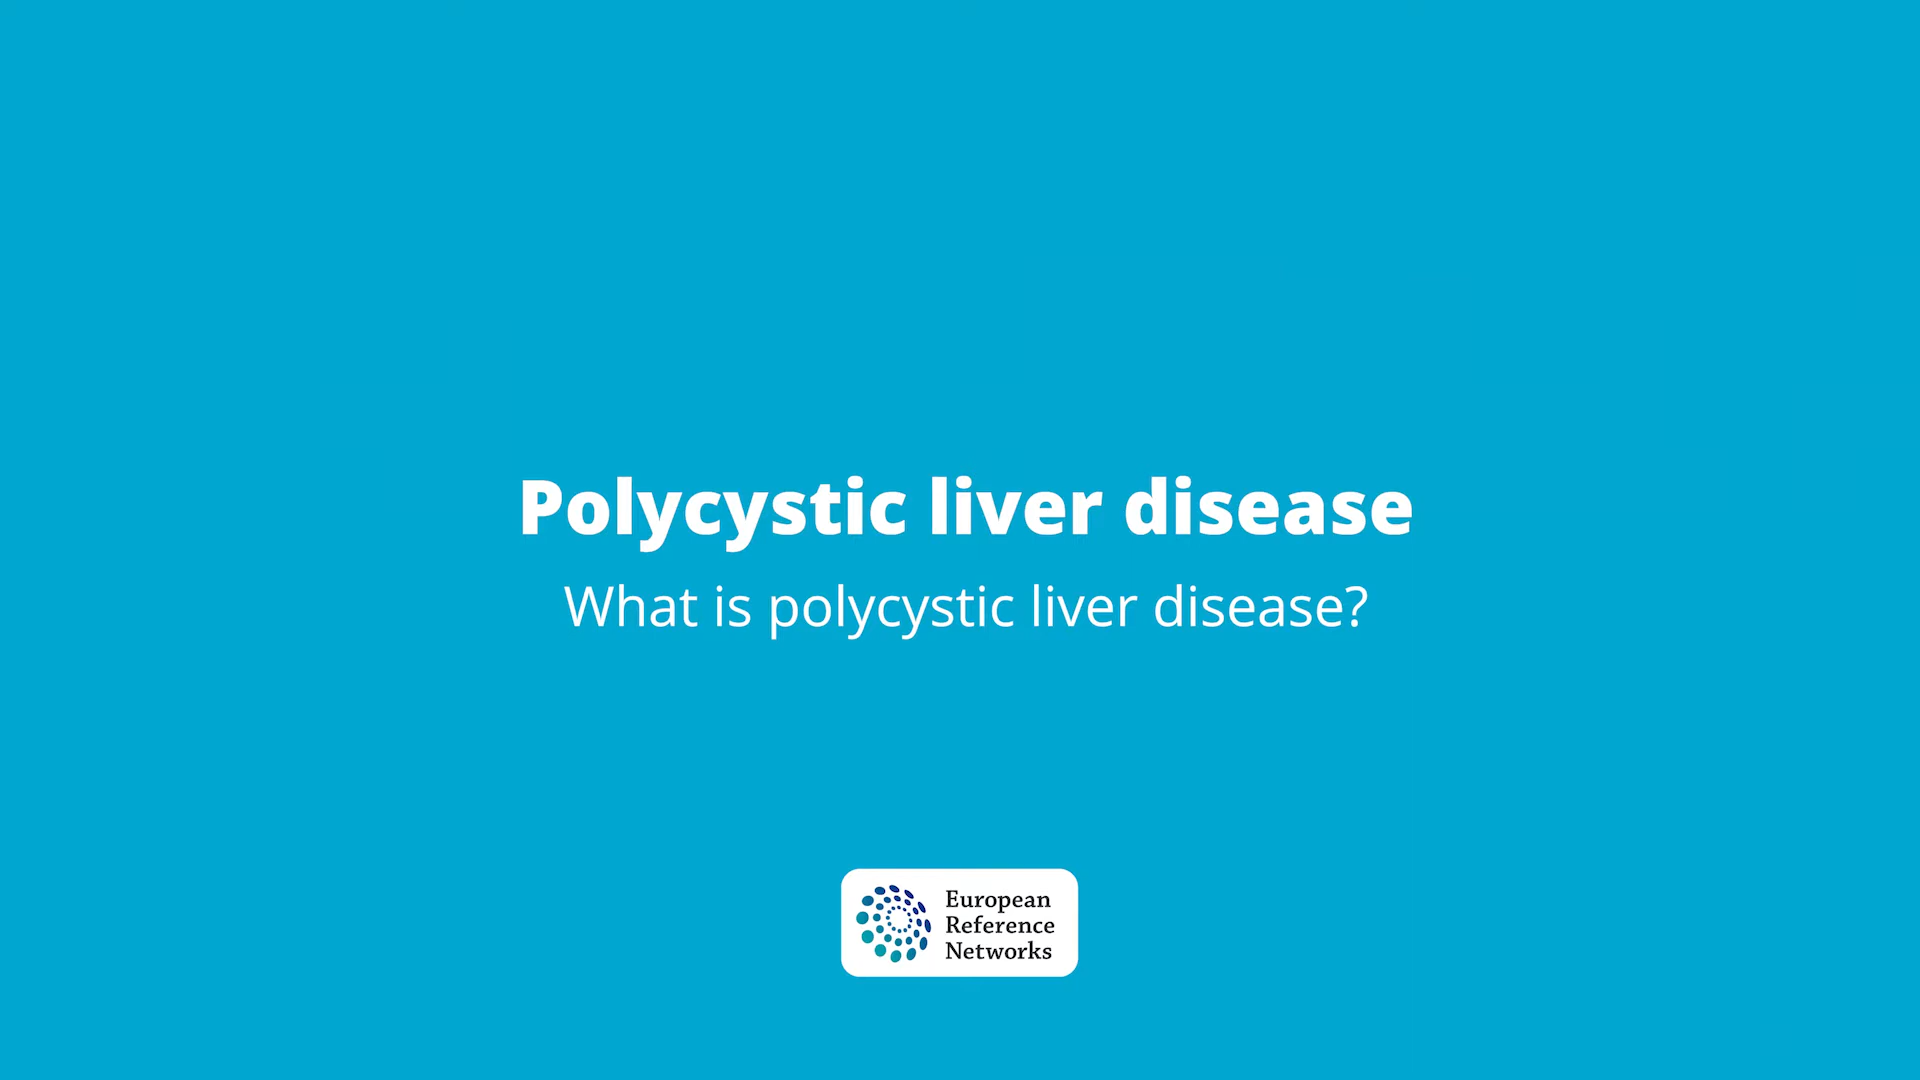 Polycystic liver disease
What is polycystic liver disease?
European
Reference
Networks